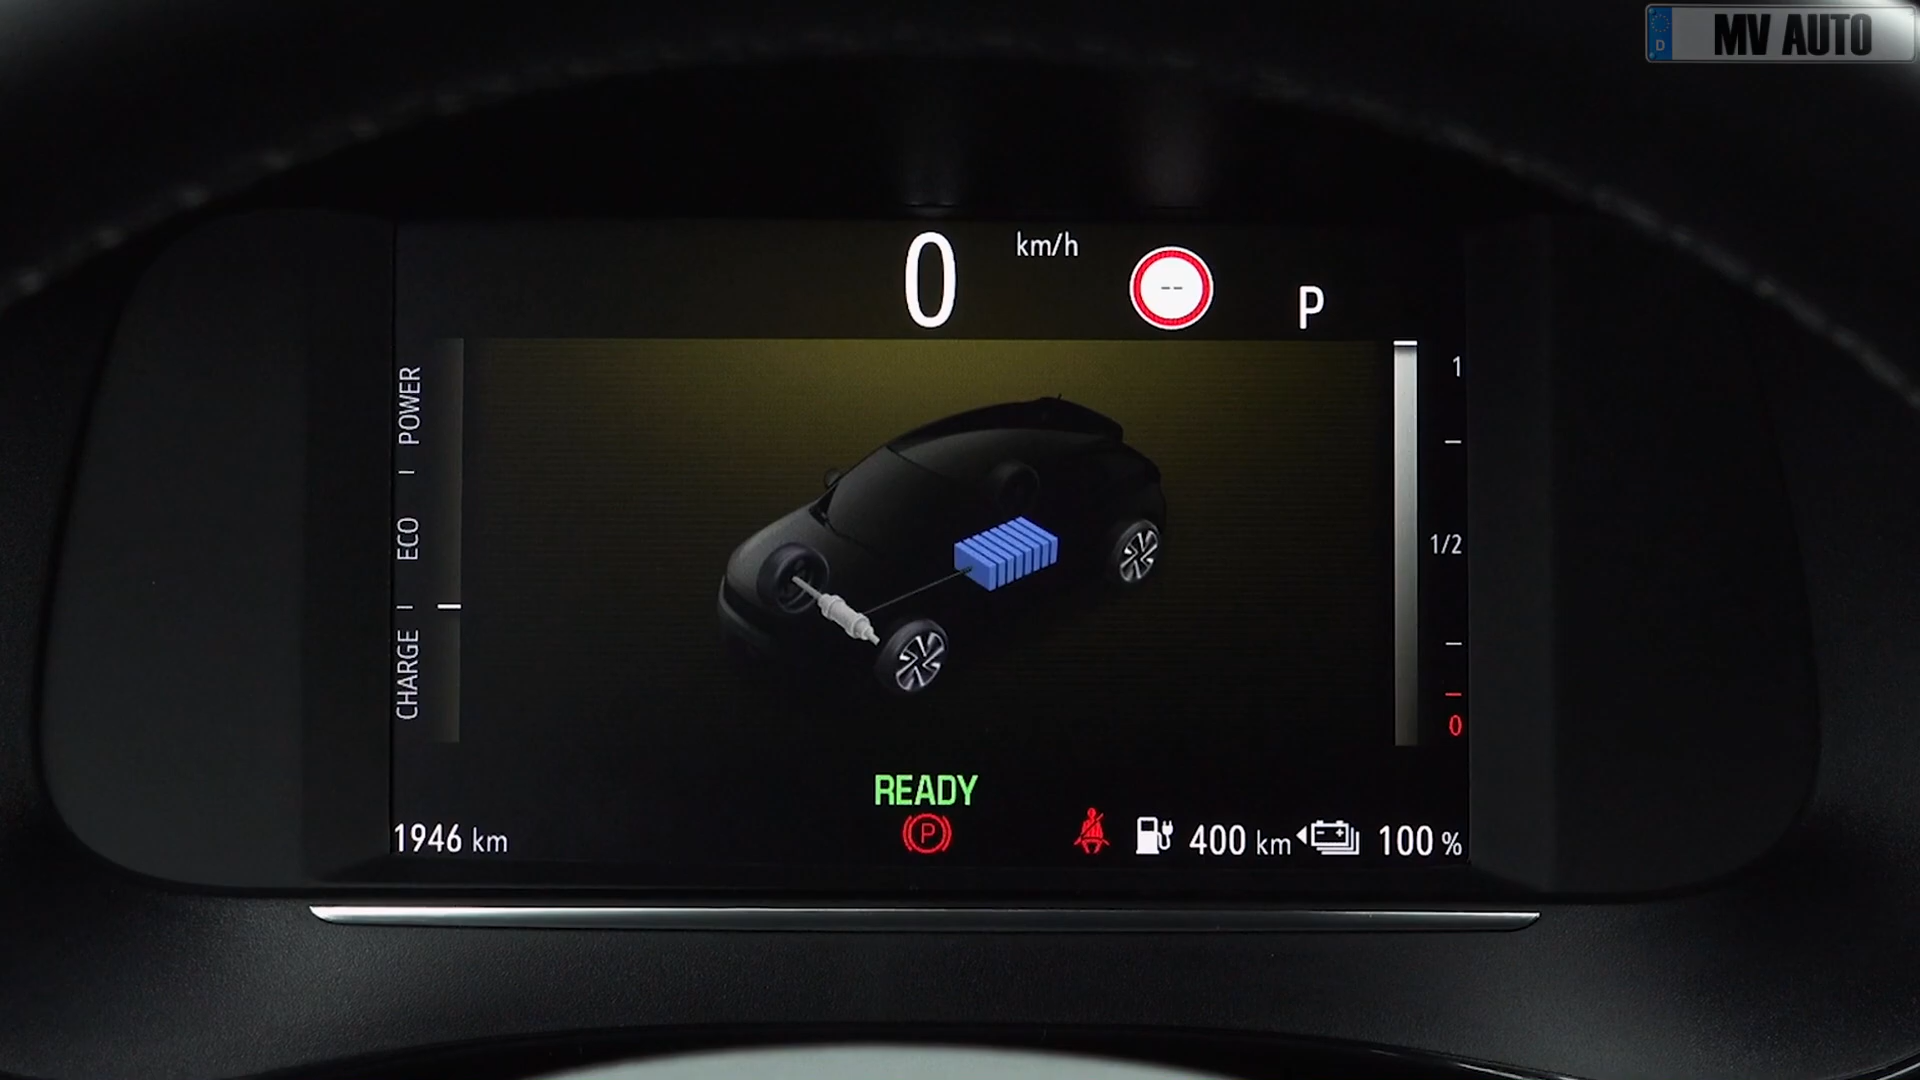 D MV AUTO
0 km/h
--
P
POWER
ECO
CHARGE
1
1/2
0
READY
P
1946 km
400 km
100 %